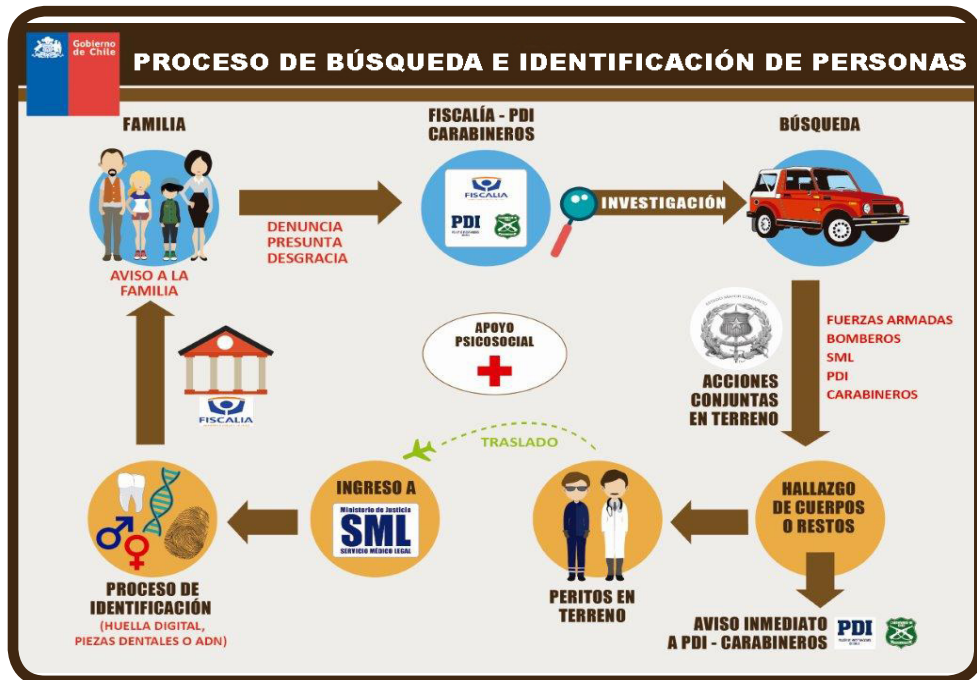 Gobierno
de Chile
PROCESO DE BÚSQUEDA E IDENTIFICACIÓN DE PERSONAS
FAMILIA
FISCALÍA - PDI
CARABINEROS
BÚSQUEDA
FISCALIA
PDI
INVESTIGACIÓN
DENUNCIA
PRESUNTA
DESGRACIA
AVISO A LA
FAMILIA
APOYO
PSICOSOCIAL
FUERZAS ARMADAS
BOMBEROS
SML
PDI
CARABINEROS
ACCIONES
CONJUNTAS
EN TERRENO
FISCALIA
TRASLADO
HALLAZGO
DE CUERPOS
O RESTOS
INGRESO A
Ministerio de Justicia
SML
SERVICIO MÉDICO LEGAL
PERITOS EN
TERRENO
PROCESO DE
IDENTIFICACIÓN
(HUELLA DIGITAL,
PIEZAS DENTALES O ADN)
AVISO INMEDIATO
A PDI - CARABINEROS
PDI